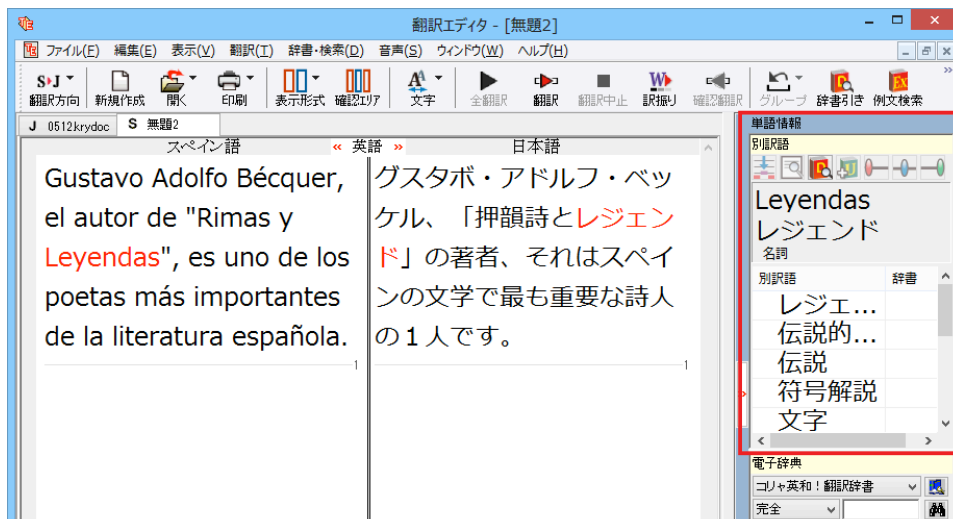 翻訳エディタ - [無題2]
ファイル(F) 編集(E) 表示(V) 翻訳(T) 辞書・検索(D) 音声(S) ウィンドウ(W) ヘルプ(H)
S▸J
翻訳方向 新規作成 開く 印刷 表示形式 確認エリア 文字 全翻訳 翻訳 翻訳中止 訳振り 確認翻訳 グループ 辞書引き 例文検索
J 0512krydoc S 無題2
スペイン語 « 英語 » 日本語
Gustavo Adolfo Bécquer,
el autor de "Rimas y
Leyendas", es uno de los
poetas más importantes
de la literatura española.
1
グスタボ・アドルフ・ベッ
ケル、「押韻詩とレジェン
ド」の著者、それはスペイ
ンの文学で最も重要な詩人
の１人です。
1
単語情報
別訳語
Leyendas
レジェンド
名詞
別訳語 辞書
レジェ...
伝説的...
伝説
符号解説
文字
電子辞典
コリャ英和！翻訳辞書
完全